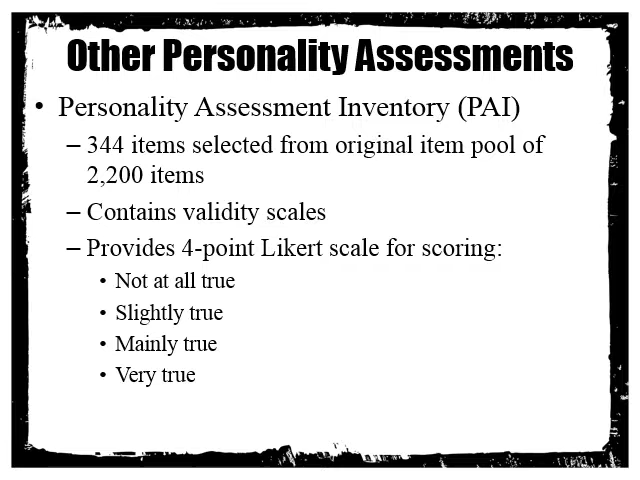 Other Personality Assessments
• Personality Assessment Inventory (PAI)
– 344 items selected from original item pool of
2,200 items
– Contains validity scales
– Provides 4-point Likert scale for scoring:
• Not at all true
• Slightly true
• Mainly true
• Very true